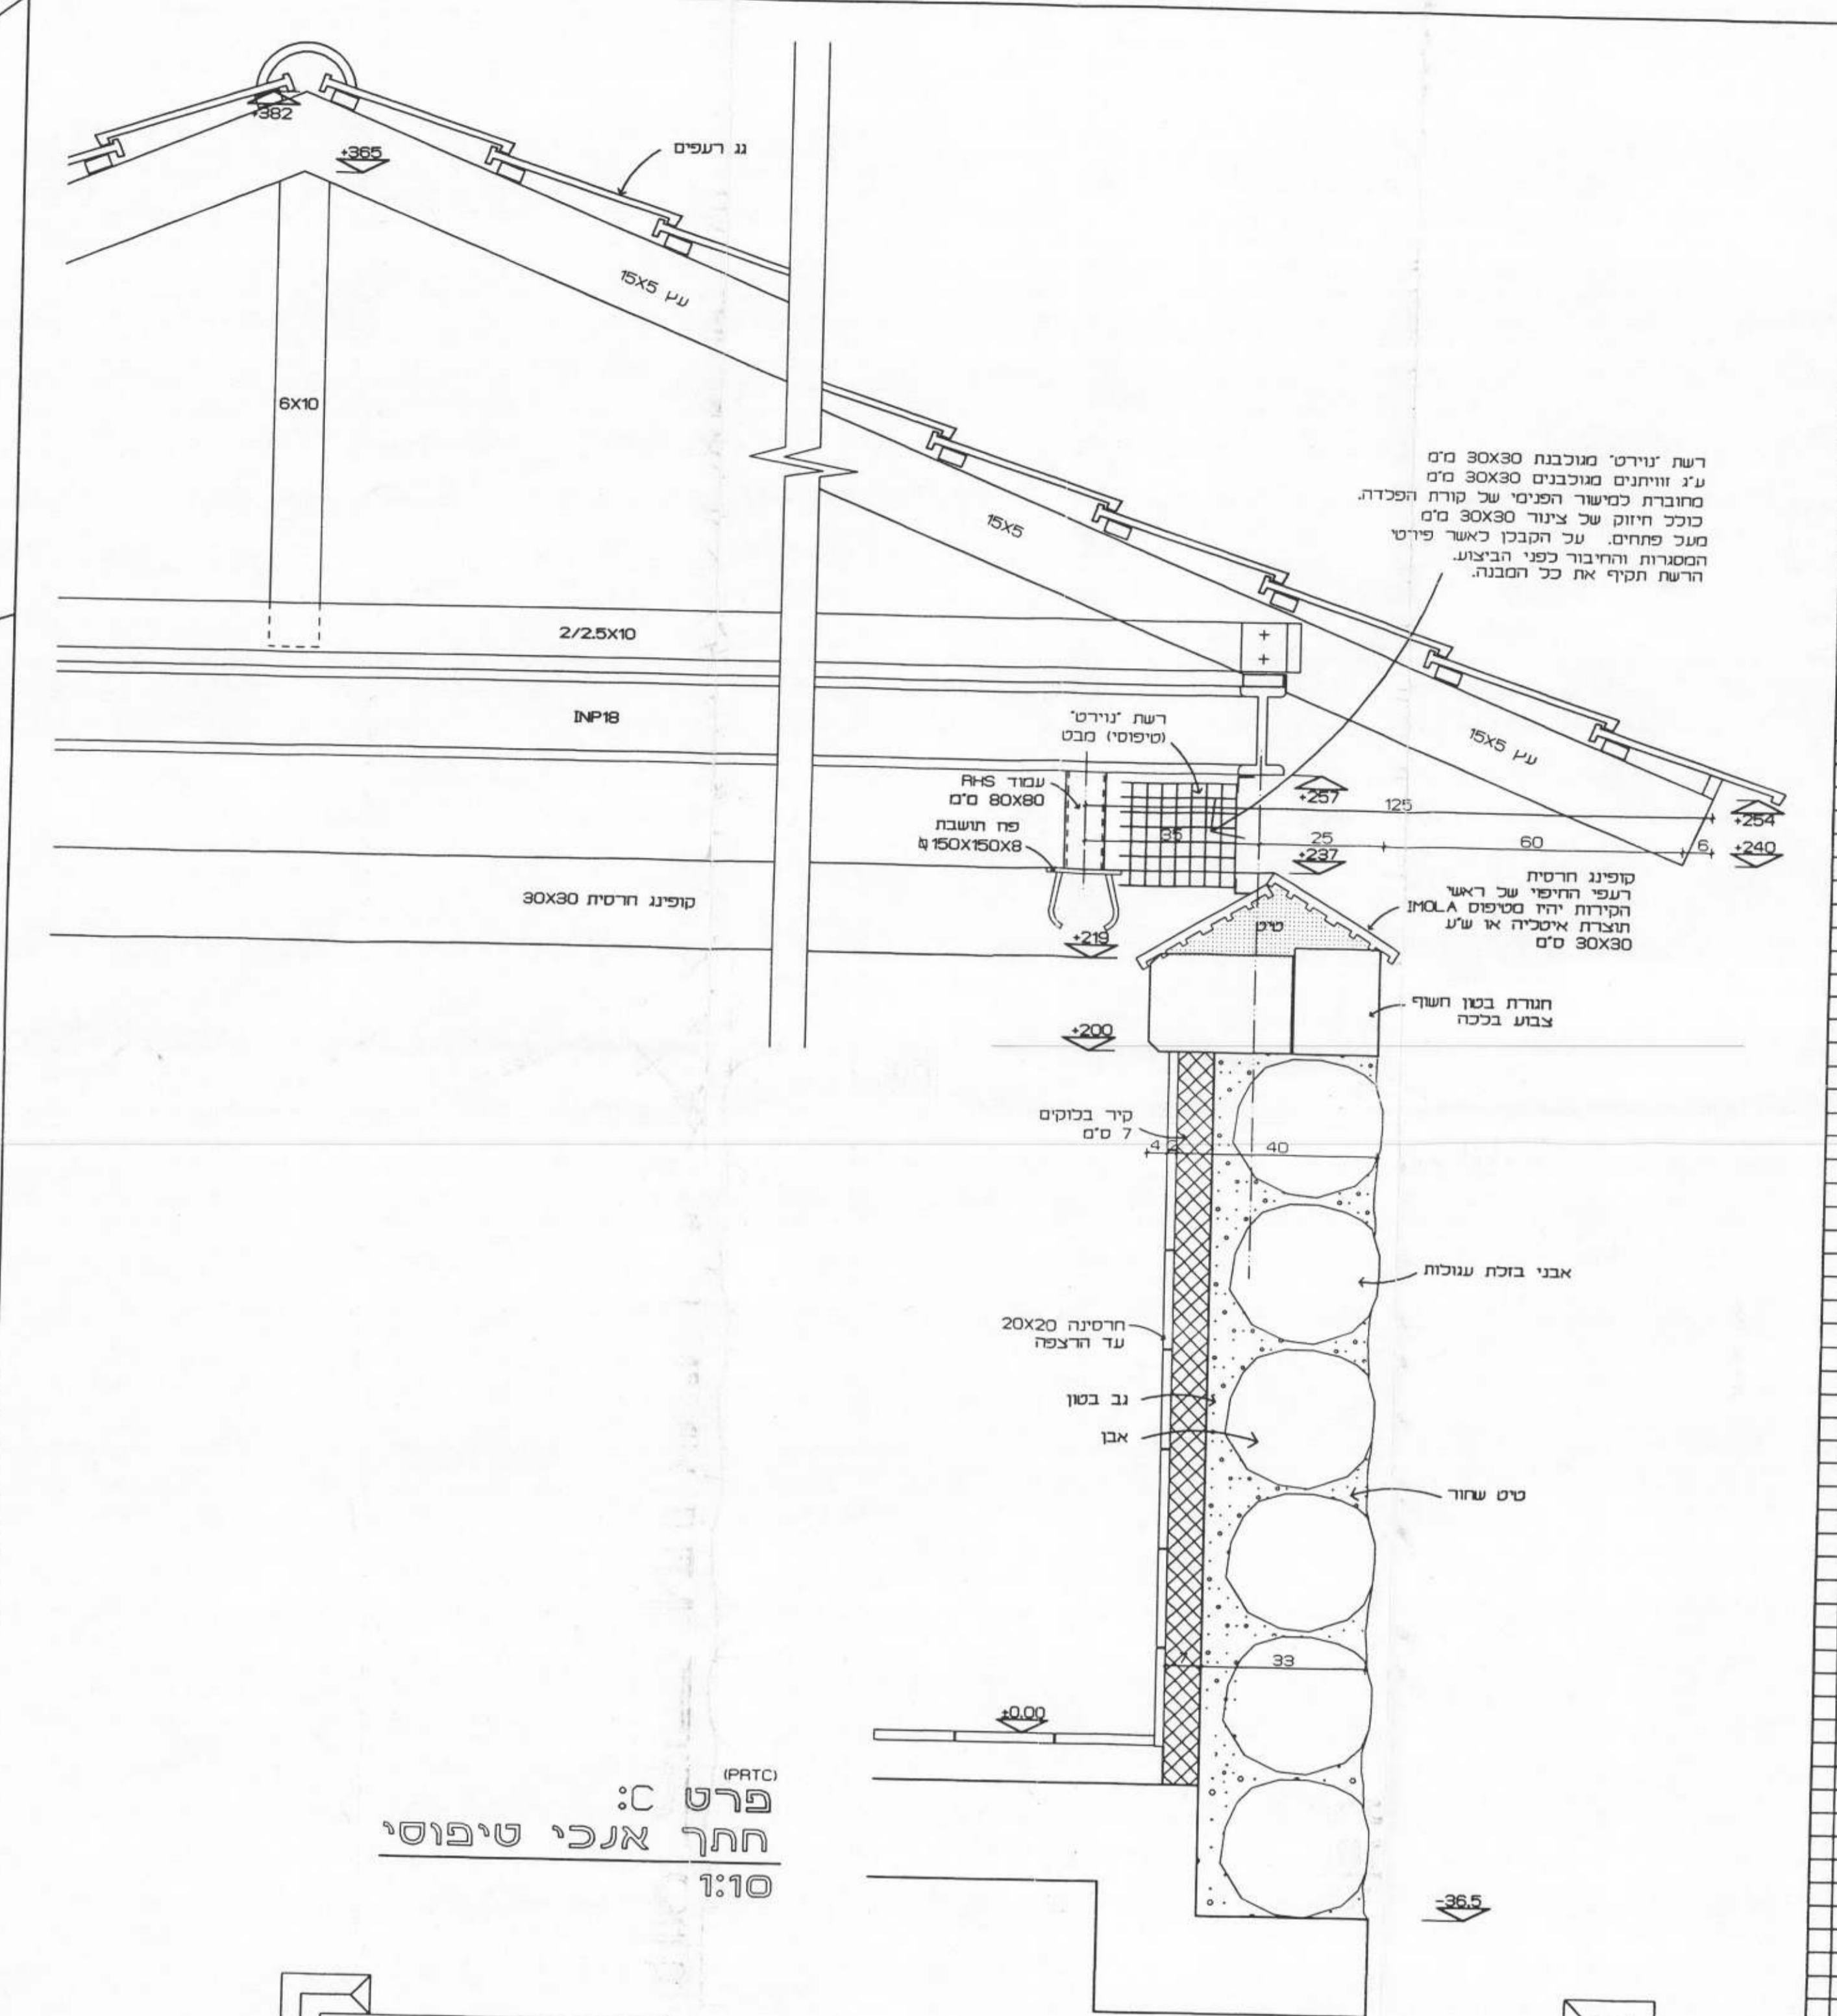 +382
+365
גג רעפים
עץ 15X5
6X10
15X5
רשת "נוירט" מגולבנת 30X30 מ"מ
ע"ג זוויתנים מגולבנים 30X30 מ"מ
מחוברת למישור הפנימי של קורת הפלדה.
כולל חיזוק של צינור 30X30 מ"מ
מעל פתחים. על הקבלן לאשר פירטי
המסגרות והחיבור לפני הביצוע.
הרשת תקיף את כל המבנה.
2/2.5X10
INP18
רשת "נוירט"
(טיפוסי) מבט
עץ 15X5
עמוד RHS
80X80 מ"מ
פח תושבת
150X150X8
+257
125
+254
35
25
60
6
+240
+237
קופינג חרסית 30X30
קופינג חרסית
רעפי החיפוי של ראשי
הקירות יהיו מטיפוס IMOLA
תוצרת איטליה או ש"ע
30X30 ס"מ
טיט
+219
חגורת בטון חשוף
צבוע בלכה
+200
קיר בלוקים
7 ס"מ
4
2
40
אבני בזלת עגולות
חרסינה 20X20
עד הרצפה
גב בטון
אבן
טיט שחור
7
33
±0.00
(PRTC)
פרט C:
חתך אנכי טיפוסי
1:10
-36.5